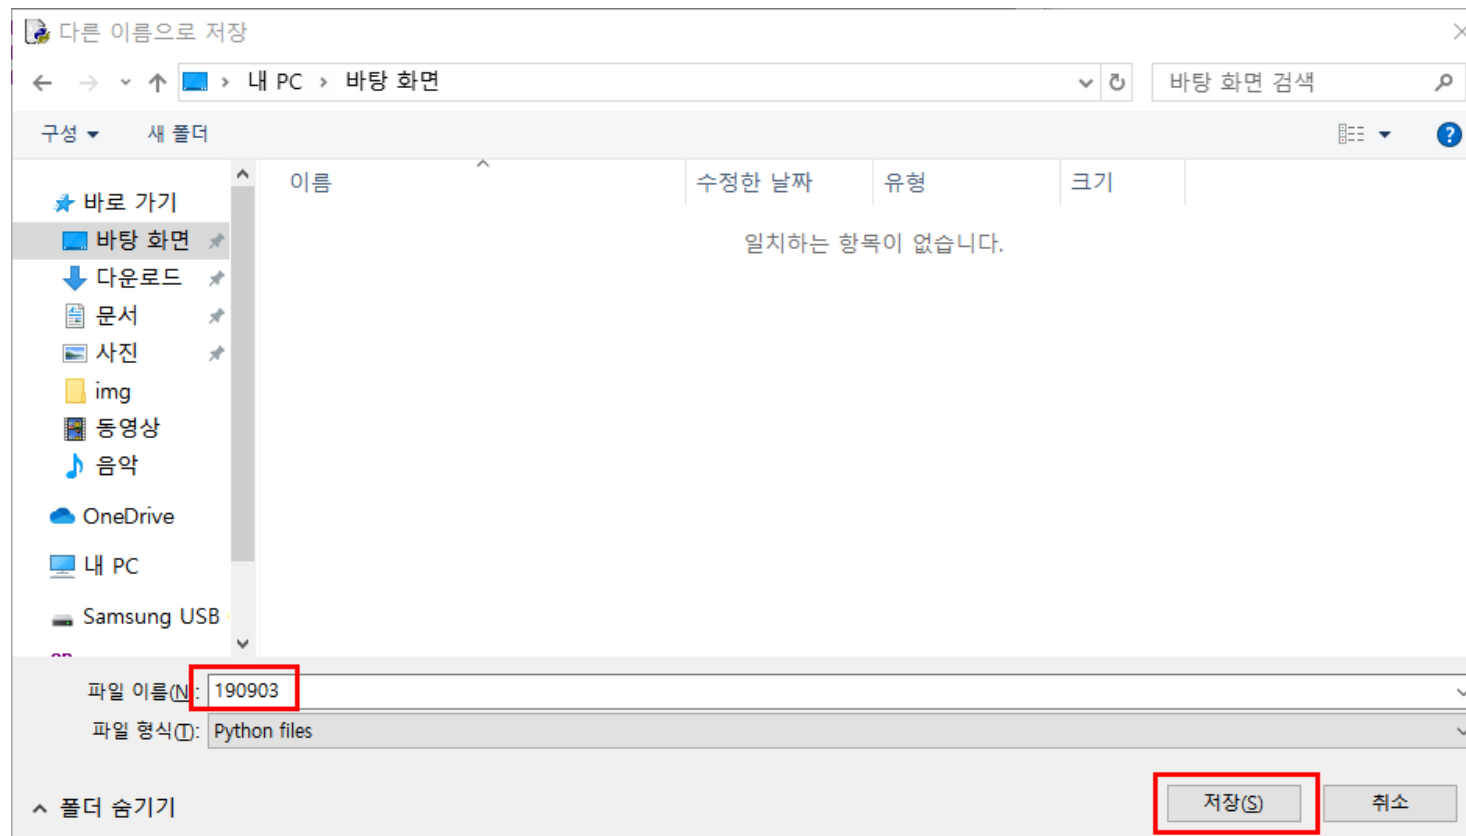 다른 이름으로 저장
내 PC > 바탕 화면
바탕 화면 검색
구성
새 폴더
이름
수정한 날짜
유형
크기
일치하는 항목이 없습니다.
바로 가기
바탕 화면
다운로드
문서
사진
img
동영상
음악
OneDrive
내 PC
Samsung USB
파일 이름(N): 190903
파일 형식(T): Python files
폴더 숨기기
저장(S)
취소